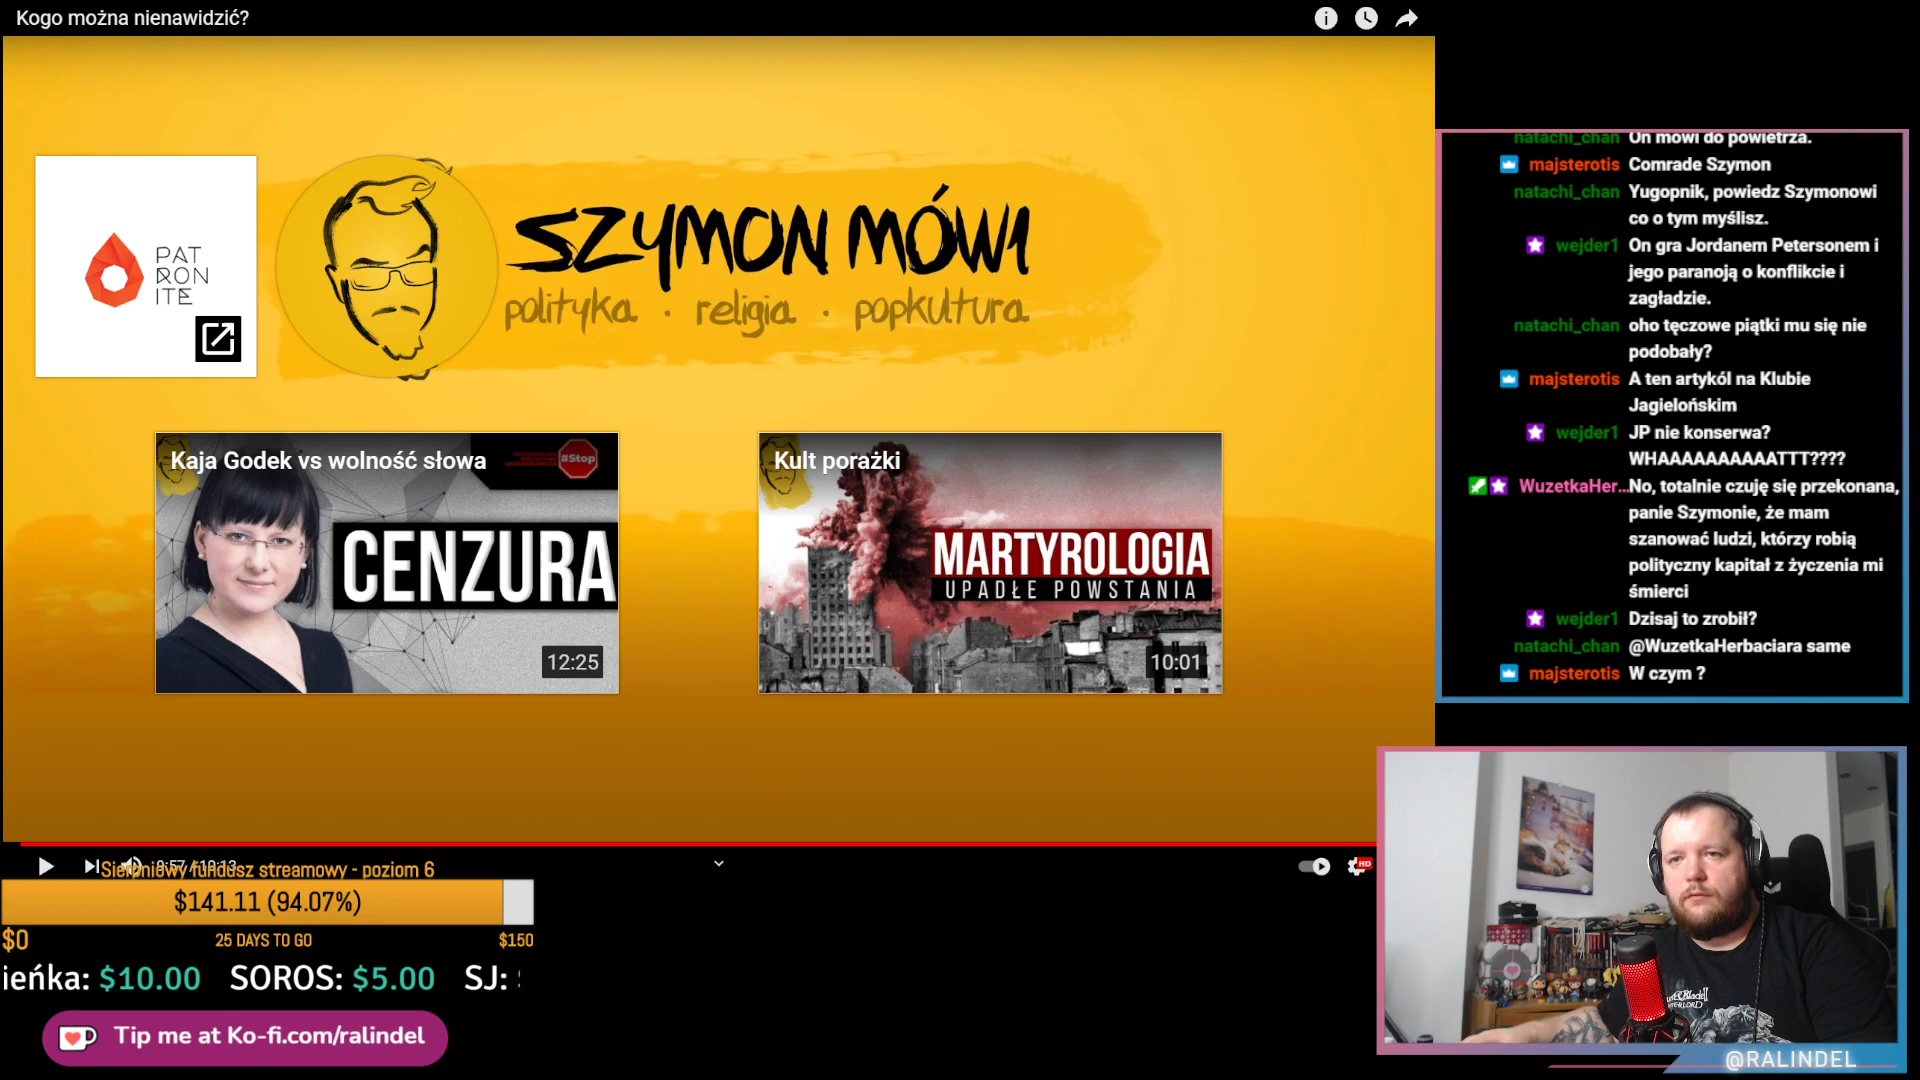 Kogo można nienawidzić?
PAT
RON
ITE
SZYMON MÓWI
polityka · religia · popkultura
Kaja Godek vs wolność słowa
#Stop
CENZURA
12:25
Kult porażki
MARTYROLOGIA
UPADŁE POWSTANIA
10:01
natachi_chan On mówi do powietrza.
majsterotis Comrade Szymon
natachi_chan Yugopnik, powiedz Szymonowi
co o tym myślisz.
wejder1 On gra Jordanem Petersonem i
jego paranoją o konflikcie i
zagładzie.
natachi_chan oho tęczowe piątki mu się nie
podobały?
majsterotis A ten artykól na Klubie
Jagielońskim
wejder1 JP nie konserwa?
WHAAAAAAAAAATTT????
WuzetkaHer... No, totalnie czuję się przekonana,
panie Szymonie, że mam
szanować ludzi, którzy robią
polityczny kapitał z życzenia mi
śmierci
wejder1 Dzisaj to zrobił?
natachi_chan @WuzetkaHerbaciara same
majsterotis W czym ?
9:57 / 10:13
HD
Sierpniowy fundusz streamowy - poziom 6
$141.11 (94.07%)
$0 25 DAYS TO GO $150
ieńka: $10.00 SOROS: $5.00 SJ:
Tip me at Ko-fi.com/ralindel
@RALINDEL